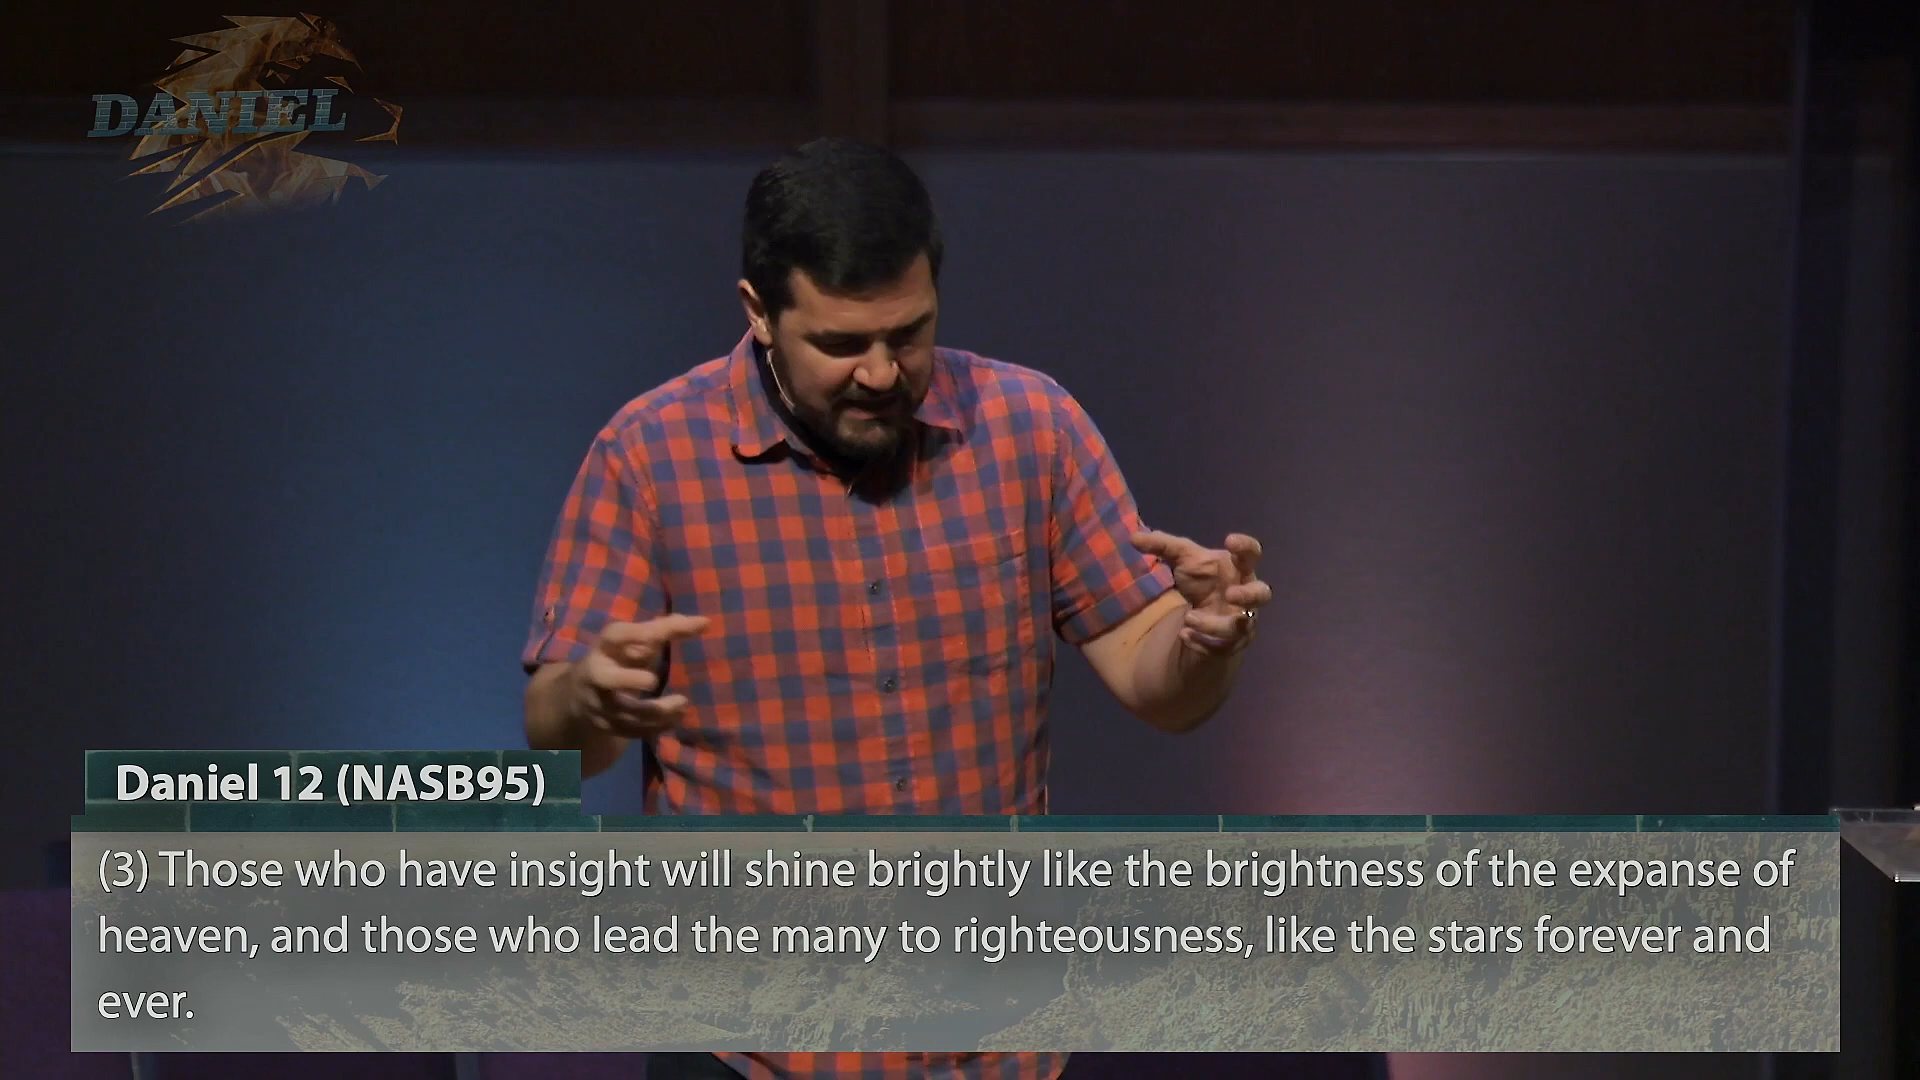 DANIEL
Daniel 12 (NASB95)
(3) Those who have insight will shine brightly like the brightness of the expanse of
heaven, and those who lead the many to righteousness, like the stars forever and
ever.